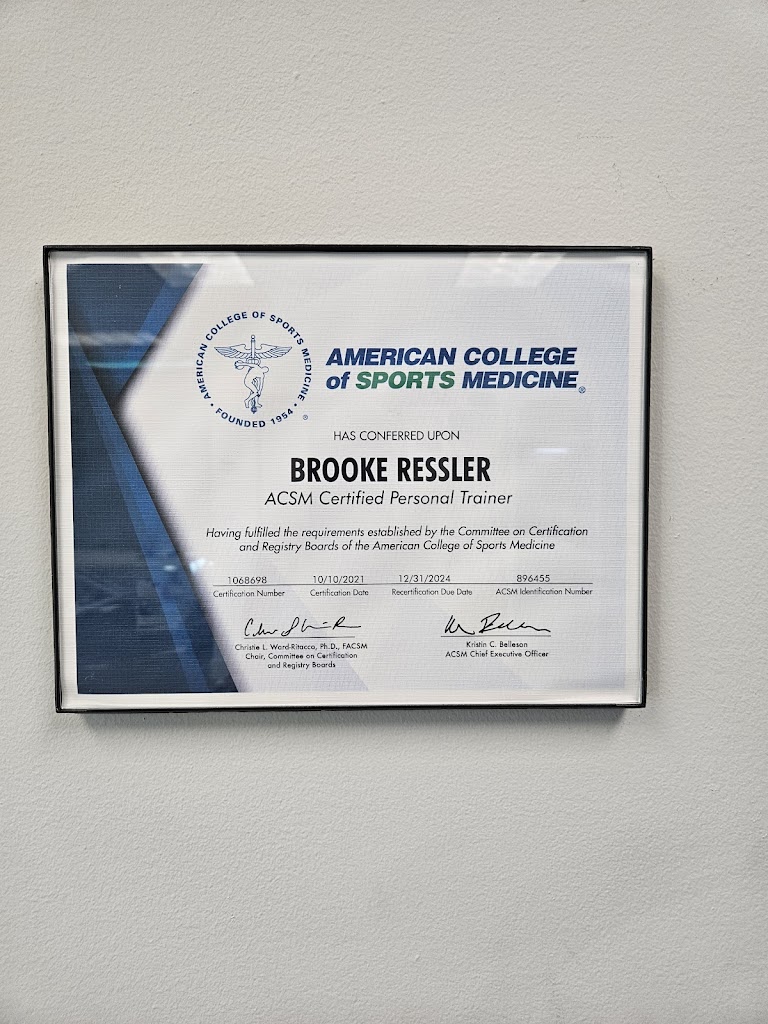 AMERICAN COLLEGE OF SPORTS MEDICINE
• FOUNDED 1954 •
®
AMERICAN COLLEGE
of SPORTS MEDICINE®
HAS CONFERRED UPON
BROOKE RESSLER
ACSM Certified Personal Trainer
Having fulfilled the requirements established by the Committee on Certification
and Registry Boards of the American College of Sports Medicine
1068698 10/10/2021 12/31/2024 896455
Certification Number Certification Date Recertification Due Date ACSM Identification Number
Christie L. Ward-Ritacco, Ph.D., FACSM
Chair, Committee on Certification
and Registry Boards
Kristin C. Belleson
ACSM Chief Executive Officer